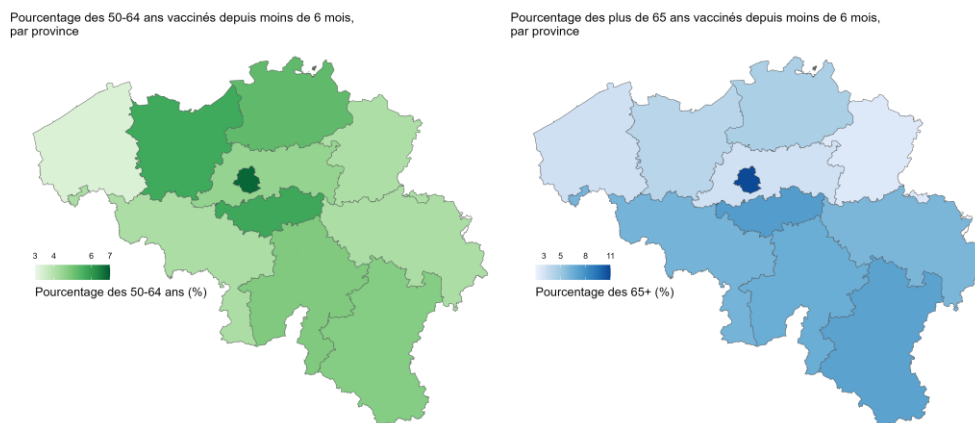 Pourcentage des 50-64 ans vaccinés depuis moins de 6 mois,
par province
3 4 6 7
Pourcentage des 50-64 ans (%)
Pourcentage des plus de 65 ans vaccinés depuis moins de 6 mois,
par province
3 5 8 11
Pourcentage des 65+ (%)